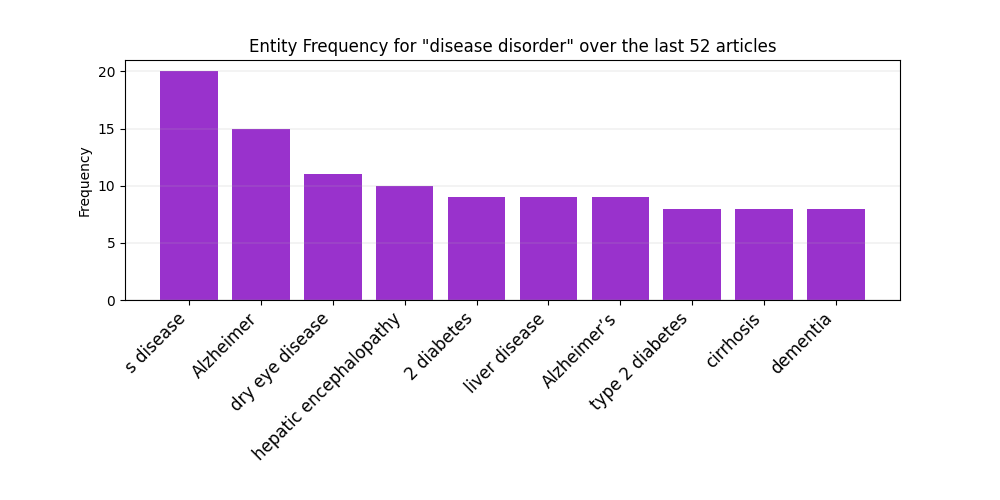 Entity Frequency for "disease disorder" over the last 52 articles
Frequency
20
15
10
5
0
s disease
Alzheimer
dry eye disease
hepatic encephalopathy
2 diabetes
liver disease
Alzheimer’s
type 2 diabetes
cirrhosis
dementia